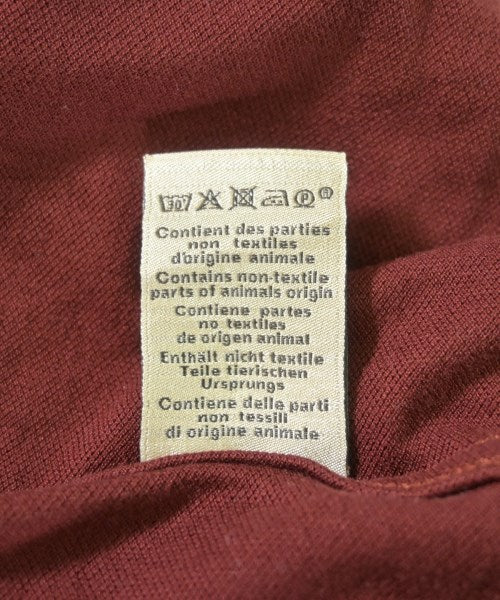 30 P ®
Contient des parties
non textiles
d'origine animale
Contains non-textile
parts of animals origin
Contiene partes
no textiles
de origen animal
Enthält nicht textile
Teile tierischen
Ursprungs
Contiene delle parti
non tessili
di origine animale